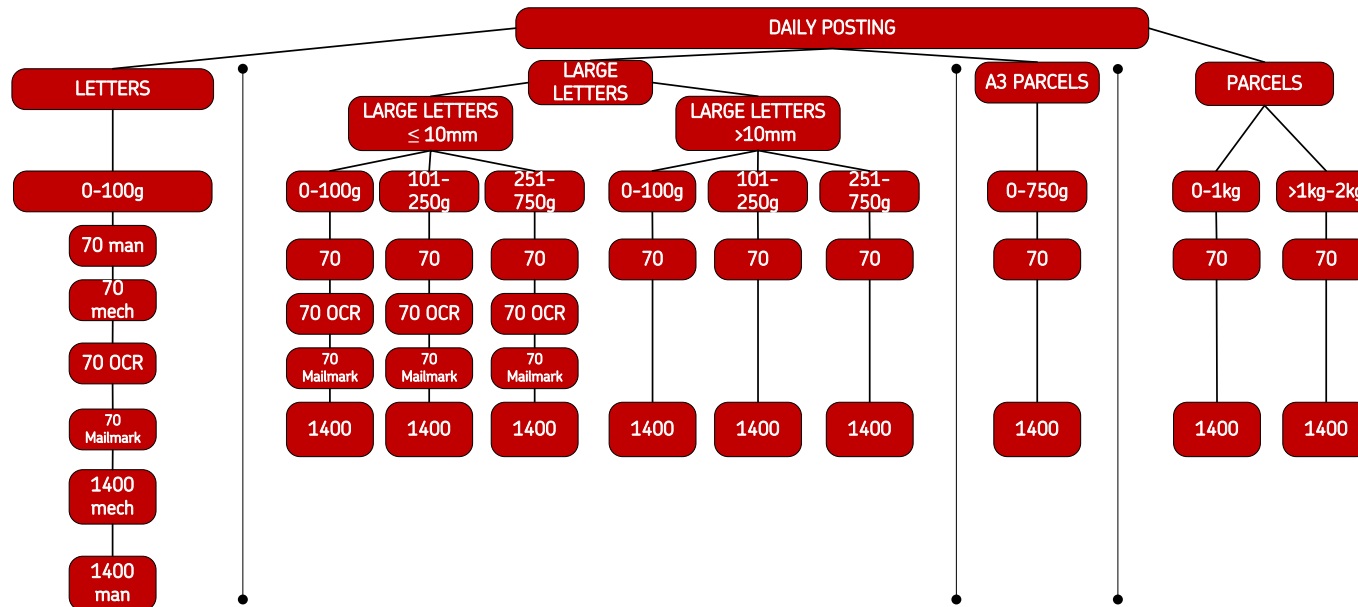 DAILY POSTING
LETTERS
LARGE
LETTERS
A3 PARCELS
PARCELS
LARGE LETTERS
≤ 10mm
LARGE LETTERS
>10mm
0-100g
0-100g
101-
250g
251-
750g
0-100g
101-
250g
251-
750g
0-750g
0-1kg
>1kg-2kg
70 man
70
70
70
70
70
70
70
70
70
70
mech
70 OCR
70 OCR
70 OCR
70 OCR
70
Mailmark
70
Mailmark
70
Mailmark
70
Mailmark
1400
1400
1400
1400
1400
1400
1400
1400
1400
1400
mech
1400
man